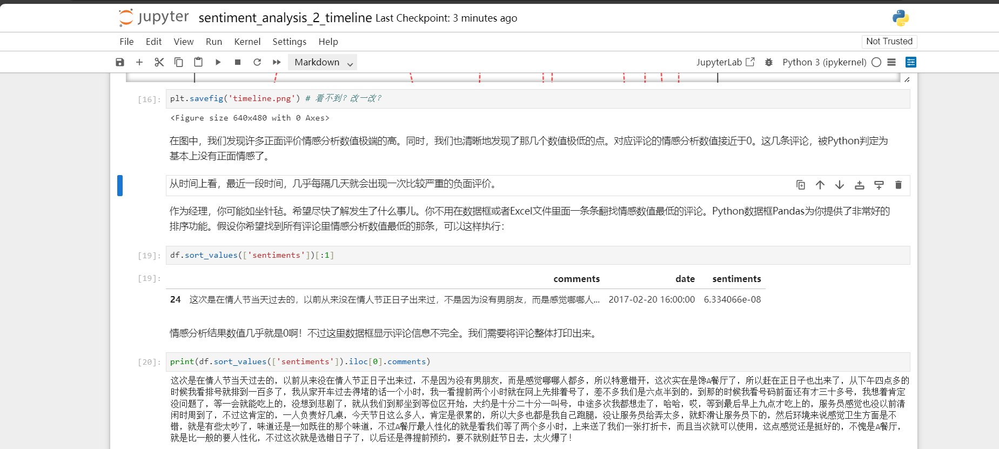 jupyter sentiment_analysis_2_timeline Last Checkpoint: 3 minutes ago
File Edit View Run Kernel Settings Help Not Trusted
Markdown JupyterLab Python 3 (ipykernel)
[16]: plt.savefig('timeline.png') # 看不到？改一改？
<Figure size 640x480 with 0 Axes>
在图中，我们发现许多正面评价情感分析数值极端的高。同时，我们也清晰地发现了那几个数值极低的点。对应评论的情感分析数值接近于0。这几条评论，被Python判定为
基本上没有正面情感了。
从时间上看，最近一段时间，几乎每隔几天就会出现一次比较严重的负面评价。
作为经理，你可能如坐针毡。希望尽快了解发生了什么事儿。你不用在数据框或者Excel文件里面一条条翻找情感数值最低的评论。Python数据框Pandas为你提供了非常好的
排序功能。假设你希望找到所有评论里情感分析数值最低的那条，可以这样执行：
[19]: df.sort_values(['sentiments'])[:1]
[19]: comments date sentiments
24 这次是在情人节当天过去的，以前从来没在情人节正日子出来过，不是因为没有男朋友，而是感觉哪哪人... 2017-02-20 16:00:00 6.334066e-08
情感分析结果数值几乎就是0啊！不过这里数据框显示评论信息不完全。我们需要将评论整体打印出来。
[20]: print(df.sort_values(['sentiments']).iloc[0].comments)
这次是在情人节当天过去的，以前从来没在情人节正日子出来过，不是因为没有男朋友，而是感觉哪哪人都多，所以特意错开，这次实在是馋A餐厅了，所以赶在正日子也出来了，从下午四点多的
时候我看排号就排到一百多了，我从家开车过去得堵的话一个小时，我一看提前两个小时就在网上先排着号了，差不多我们是六点半到的，到那的时候我看号码前面还有才三十多号，我想着肯定
没问题了，等一会就能吃上的，没想到悲剧了，就从我们到那坐到等位区开始，大约是十分二十分一叫号，中途多次我都想走了，哈哈，哎，等到最后早上九点才吃上的，服务员感觉也没以前清
闲时周到了，不过这肯定的，一人负责好几桌，今天节日这么多人，肯定是很累的，所以大多也都是我自己跑腿，没让服务员给弄太多，就虾滑让服务员下的，然后环境来说感觉卫生方面是不
错，就是有些太吵了，味道还是一如既往的那个味道，不过A餐厅最人性化的就是看我们等了两个多小时，上来送了我们一张打折卡，而且当次就可以使用，这点感觉还是挺好的，不愧是A餐厅，
就是比一般的要人性化，不过这次就是选错日子了，以后还是得提前预约，要不就别赶节日去，太火爆了！